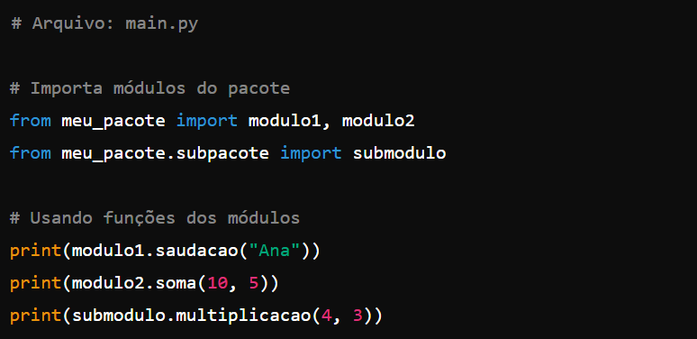 # Arquivo: main.py
# Importa módulos do pacote
from meu_pacote import modulo1, modulo2
from meu_pacote.subpacote import submodulo
# Usando funções dos módulos
print(modulo1.saudacao("Ana"))
print(modulo2.soma(10, 5))
print(submodulo.multiplicacao(4, 3))